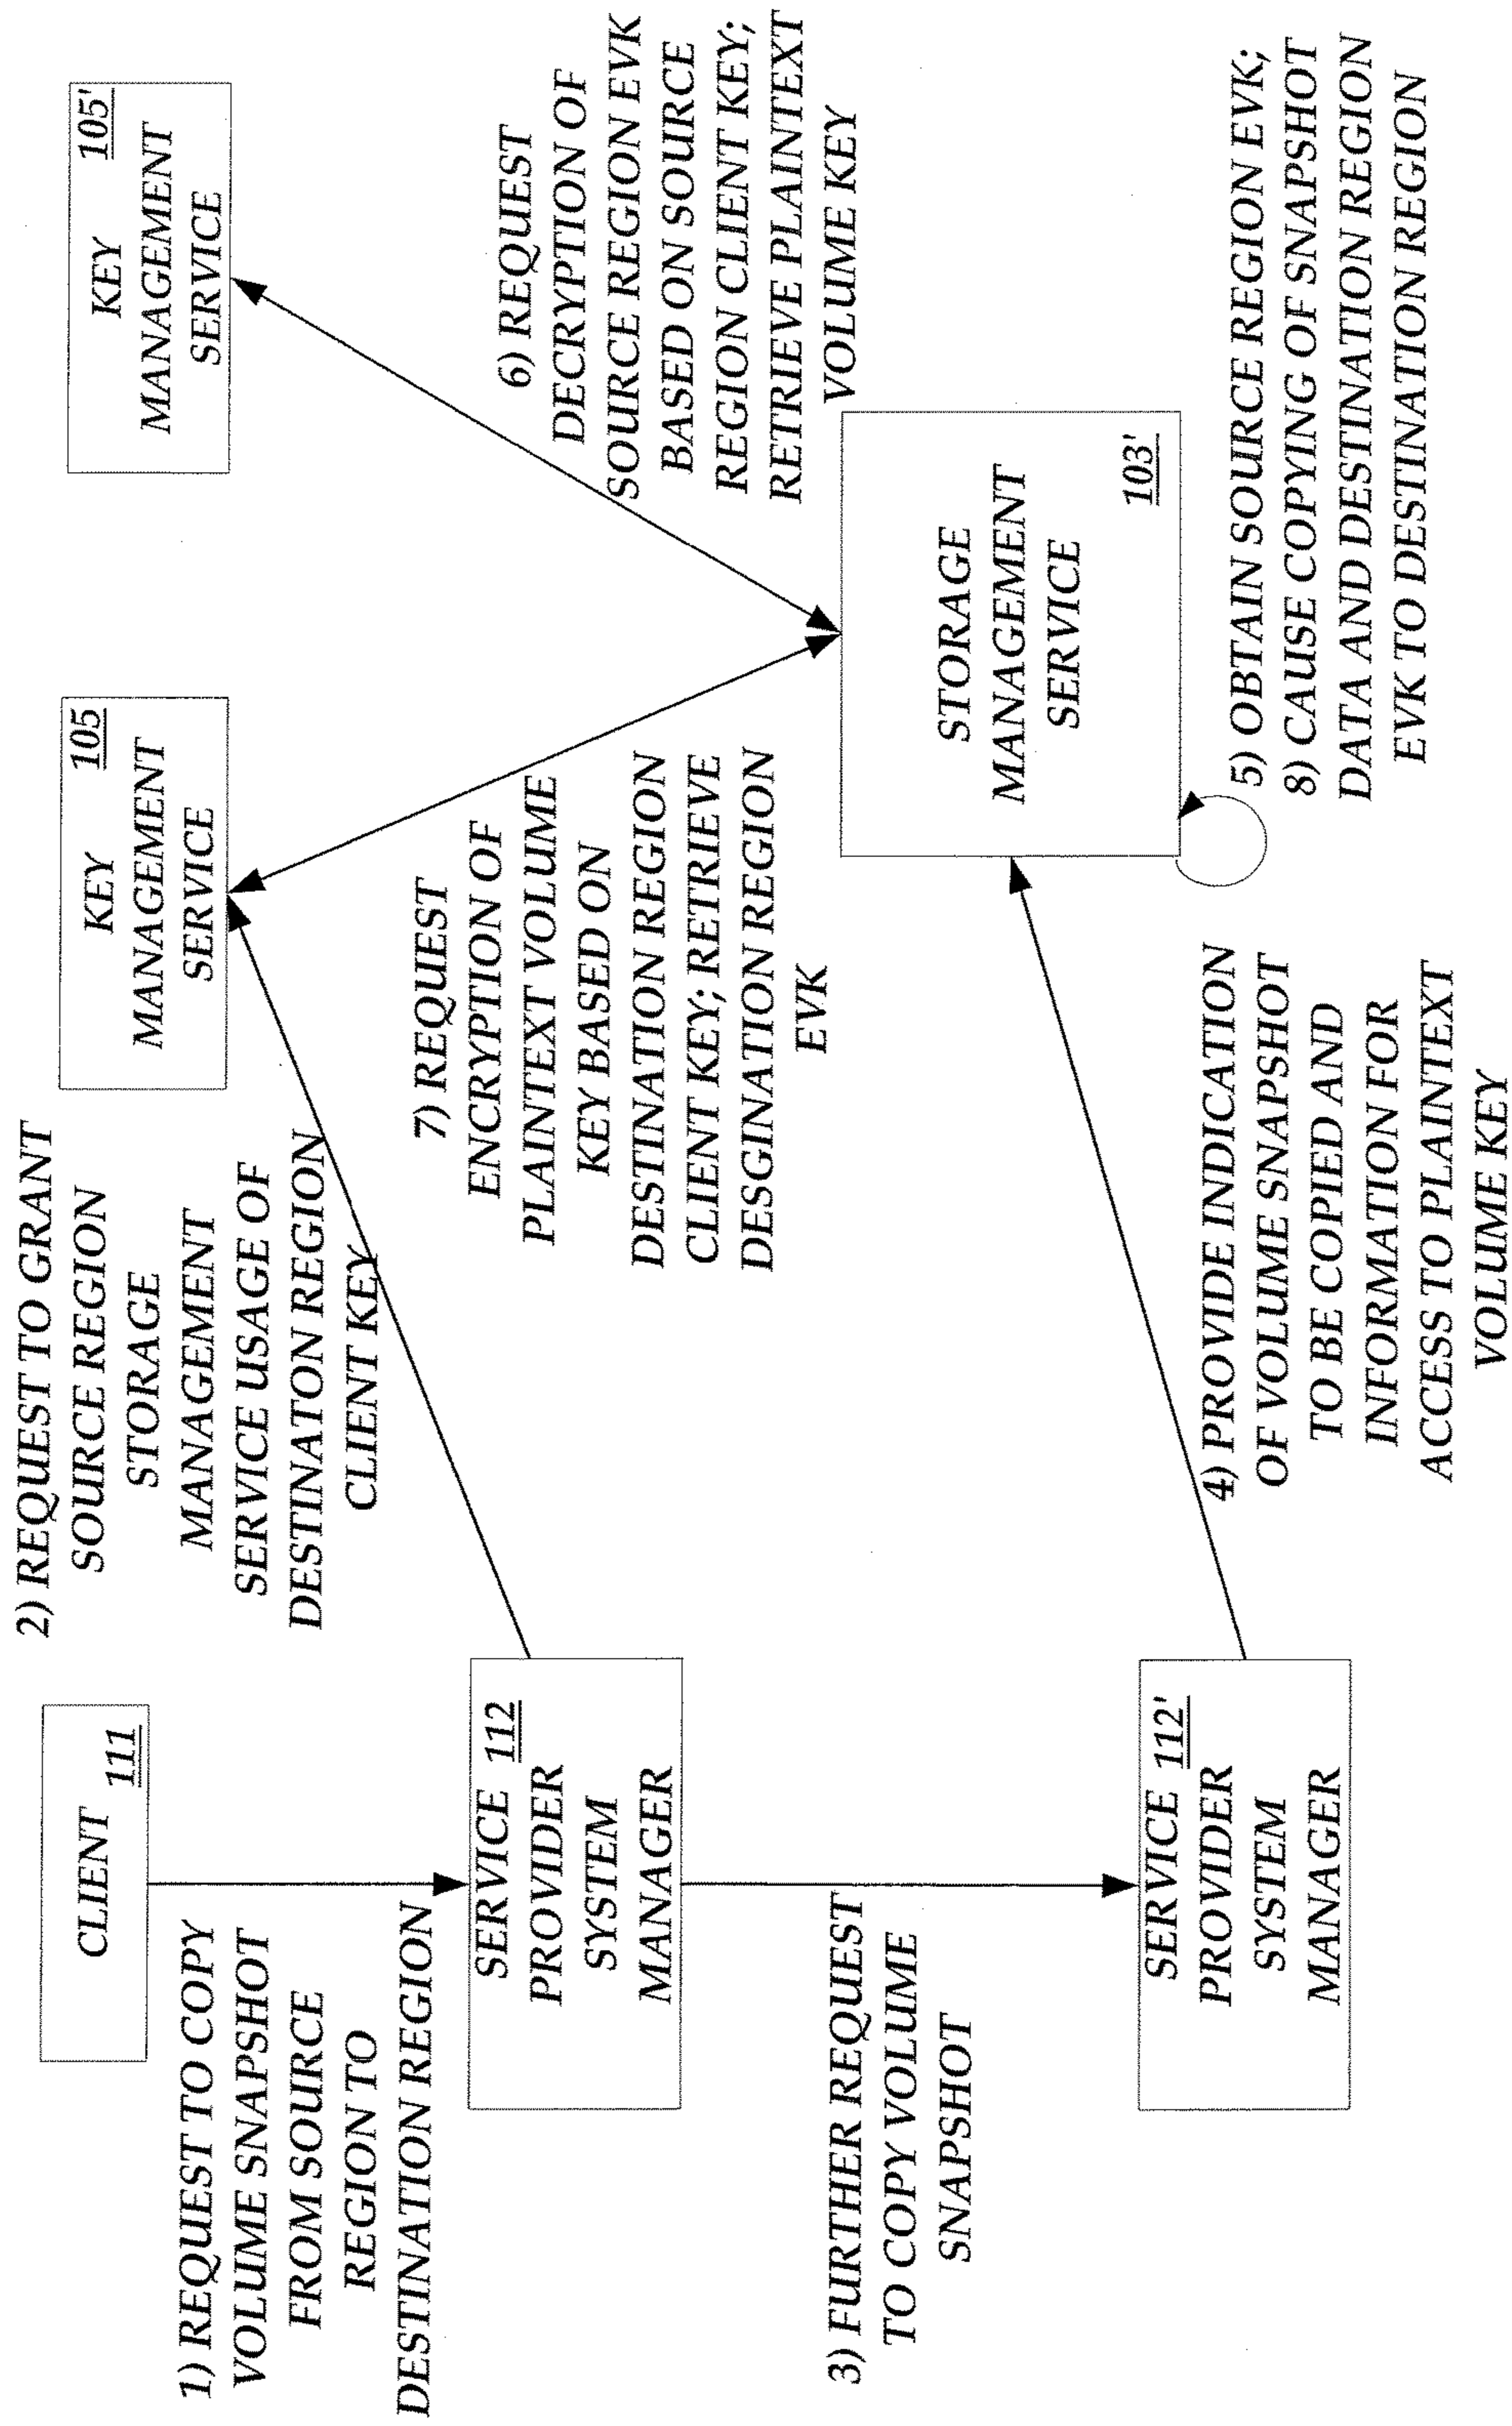 CLIENT
111
1) REQUEST TO COPY
VOLUME SNAPSHOT
FROM SOURCE
REGION TO
DESTINATION REGION
SERVICE 112
PROVIDER
SYSTEM
MANAGER
2) REQUEST TO GRANT
SOURCE REGION
STORAGE
MANAGEMENT
SERVICE USAGE OF
DESTINATON REGION
CLIENT KEY
3) FURTHER REQUEST
TO COPY VOLUME
SNAPSHOT
SERVICE 112'
PROVIDER
SYSTEM
MANAGER
4) PROVIDE INDICATION
OF VOLUME SNAPSHOT
TO BE COPIED AND
INFORMATION FOR
ACCESS TO PLAINTEXT
VOLUME KEY
KEY 105
MANAGEMENT
SERVICE
7) REQUEST
ENCRYPTION OF
PLAINTEXT VOLUME
KEY BASED ON
DESTINATION REGION
CLIENT KEY; RETRIEVE
DESGINATION REGION
EVK
STORAGE
MANAGEMENT
SERVICE
103'
5) OBTAIN SOURCE REGION EVK;
8) CAUSE COPYING OF SNAPSHOT
DATA AND DESTINATION REGION
EVK TO DESTINATION REGION
KEY 105'
MANAGEMENT
SERVICE
6) REQUEST
DECRYPTION OF
SOURCE REGION EVK
BASED ON SOURCE
REGION CLIENT KEY;
RETRIEVE PLAINTEXT
VOLUME KEY